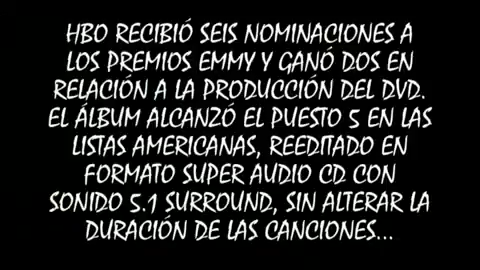 HBO RECIBIÓ SEIS NOMINACIONES A
LOS PREMIOS EMMY Y GANÓ DOS EN
RELACIÓN A LA PRODUCCIÓN DEL DVD.
EL ÁLBUM ALCANZÓ EL PUESTO 5 EN LAS
LISTAS AMERICANAS, REEDITADO EN
FORMATO SUPER AUDIO CD CON
SONIDO 5.1 SURROUND, SIN ALTERAR LA
DURACIÓN DE LAS CANCIONES...